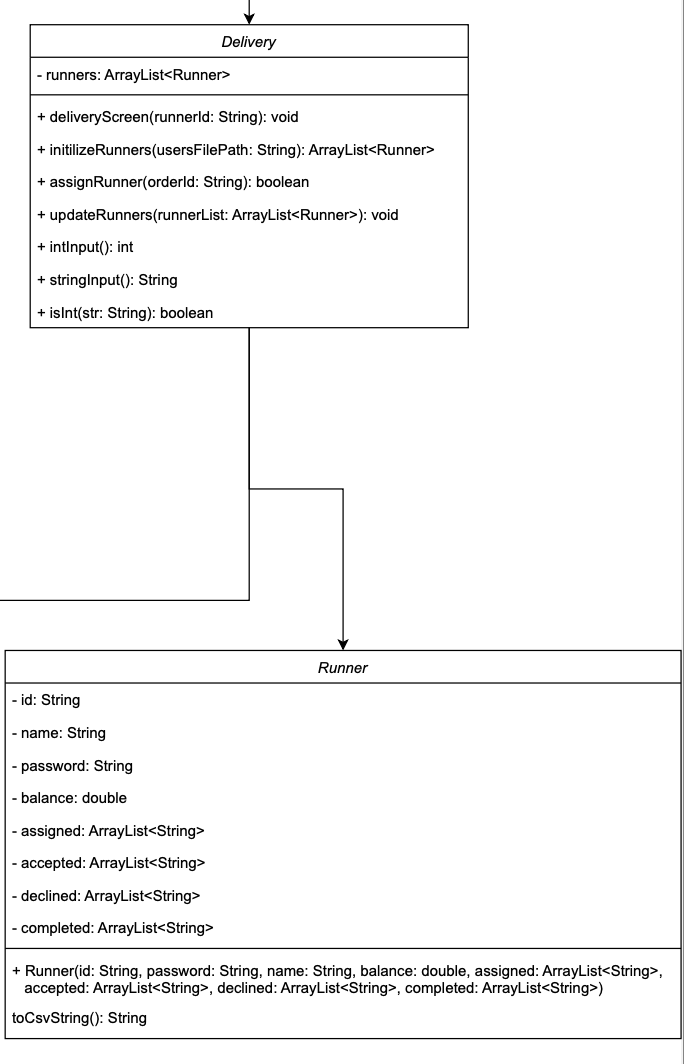 Delivery
- runners: ArrayList<Runner>
+ deliveryScreen(runnerId: String): void
+ initilizeRunners(usersFilePath: String): ArrayList<Runner>
+ assignRunner(orderId: String): boolean
+ updateRunners(runnerList: ArrayList<Runner>): void
+ intInput(): int
+ stringInput(): String
+ isInt(str: String): boolean
Runner
- id: String
- name: String
- password: String
- balance: double
- assigned: ArrayList<String>
- accepted: ArrayList<String>
- declined: ArrayList<String>
- completed: ArrayList<String>
+ Runner(id: String, password: String, name: String, balance: double, assigned: ArrayList<String>,
accepted: ArrayList<String>, declined: ArrayList<String>, completed: ArrayList<String>)
toCsvString(): String